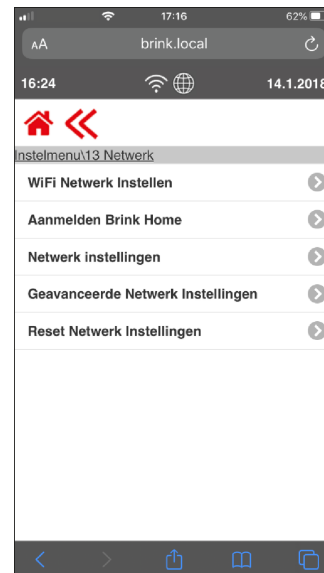 17:16
62%
AA
brink.local
16:24
14.1.2018
Instelmenu\13 Netwerk
WiFi Netwerk Instellen
Aanmelden Brink Home
Netwerk instellingen
Geavanceerde Netwerk Instellingen
Reset Netwerk Instellingen